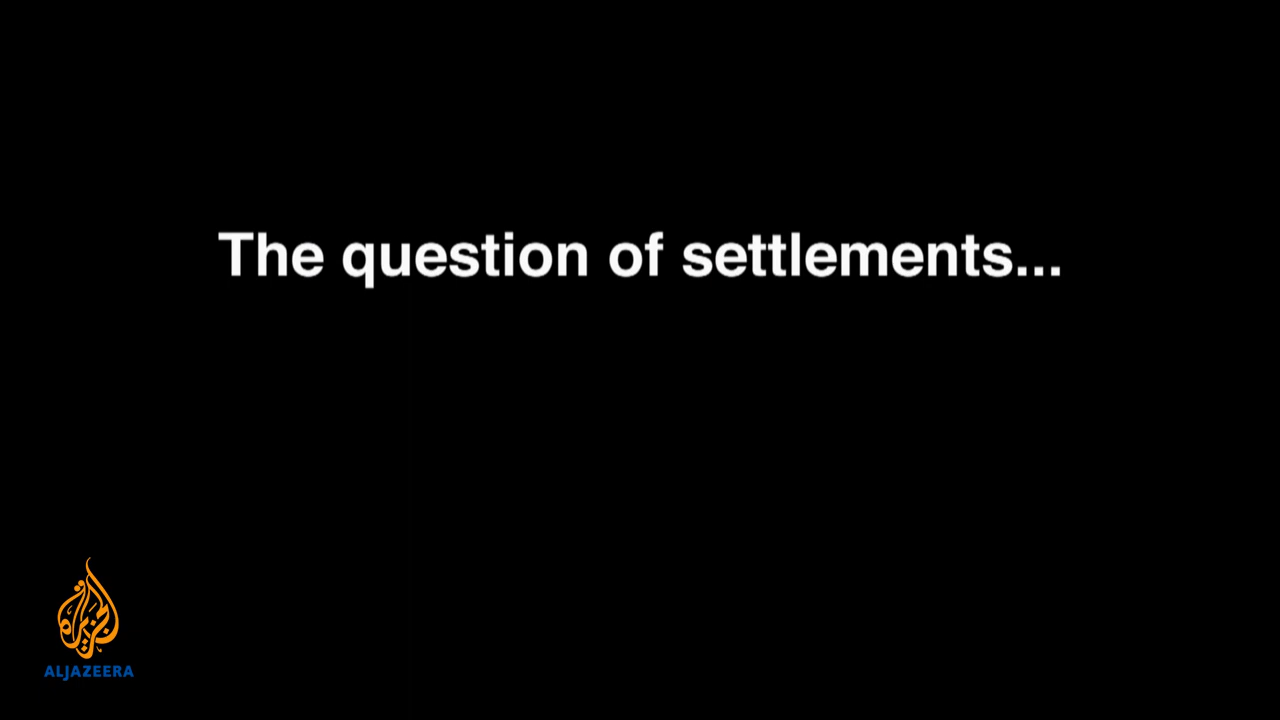 The question of settlements...
الجزيرة
ALJAZEERA